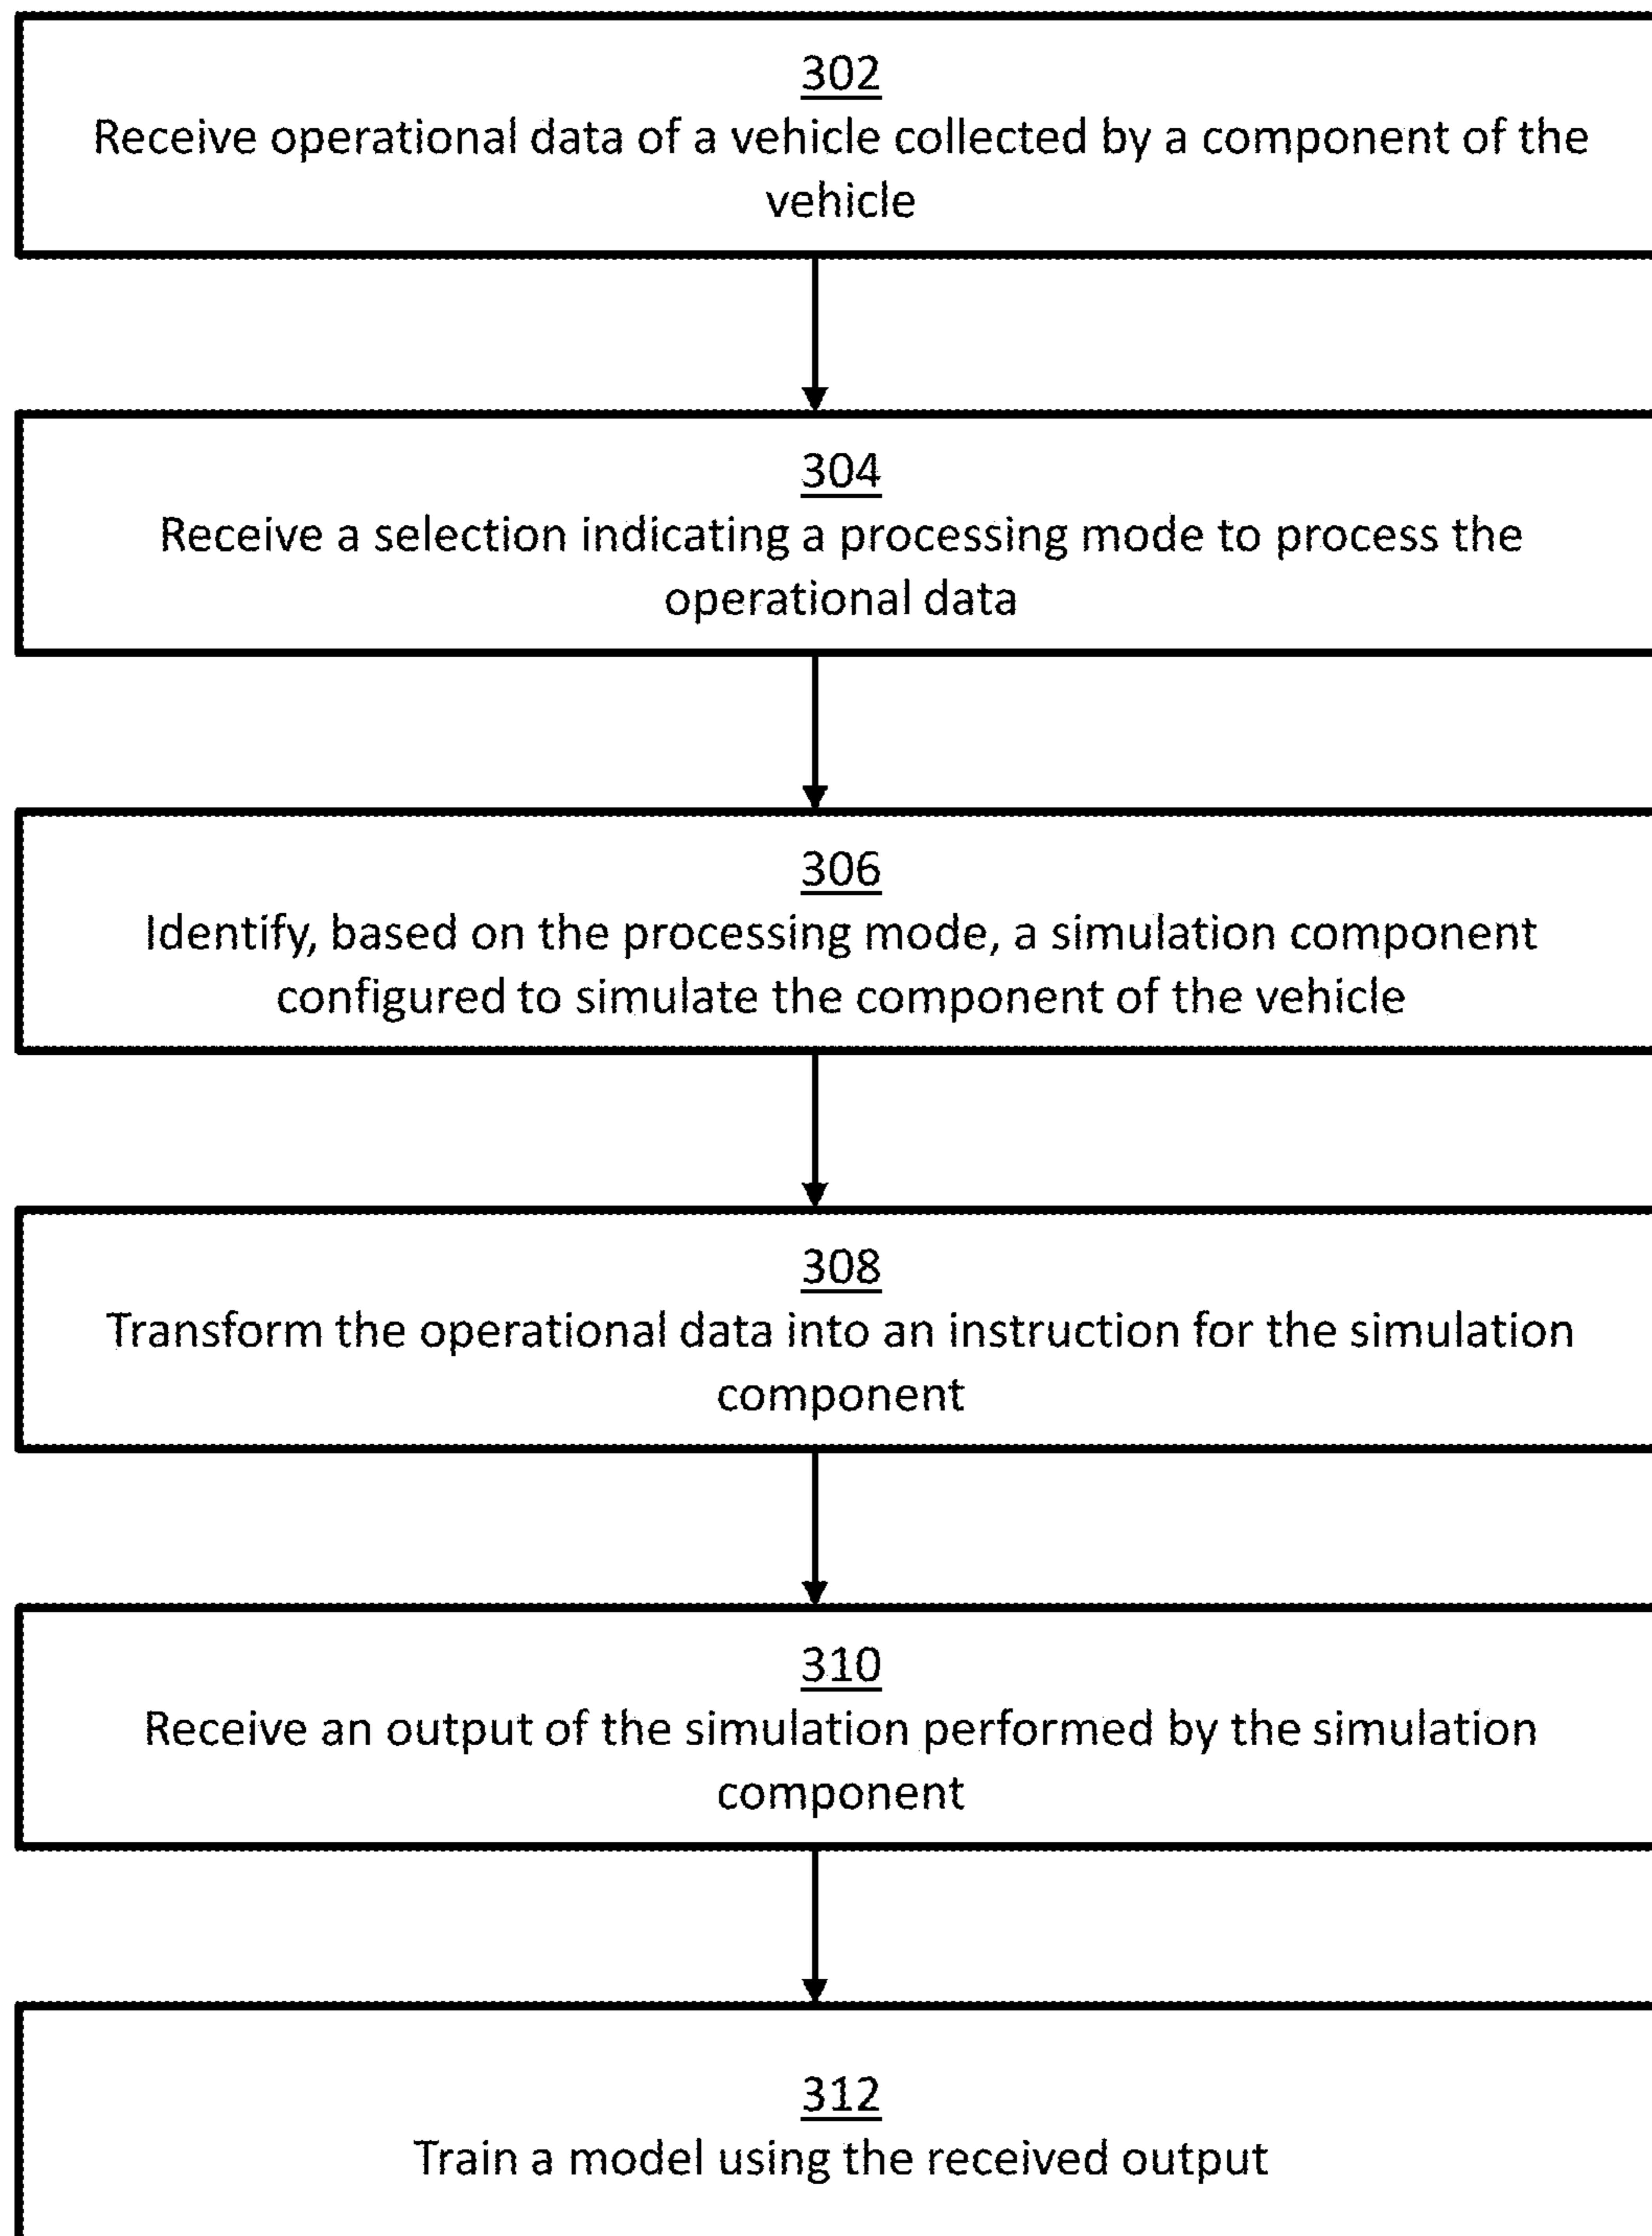 302
Receive operational data of a vehicle collected by a component of the
vehicle
304
Receive a selection indicating a processing mode to process the
operational data
306
Identify, based on the processing mode, a simulation component
configured to simulate the component of the vehicle
308
Transform the operational data into an instruction for the simulation
component
310
Receive an output of the simulation performed by the simulation
component
312
Train a model using the received output